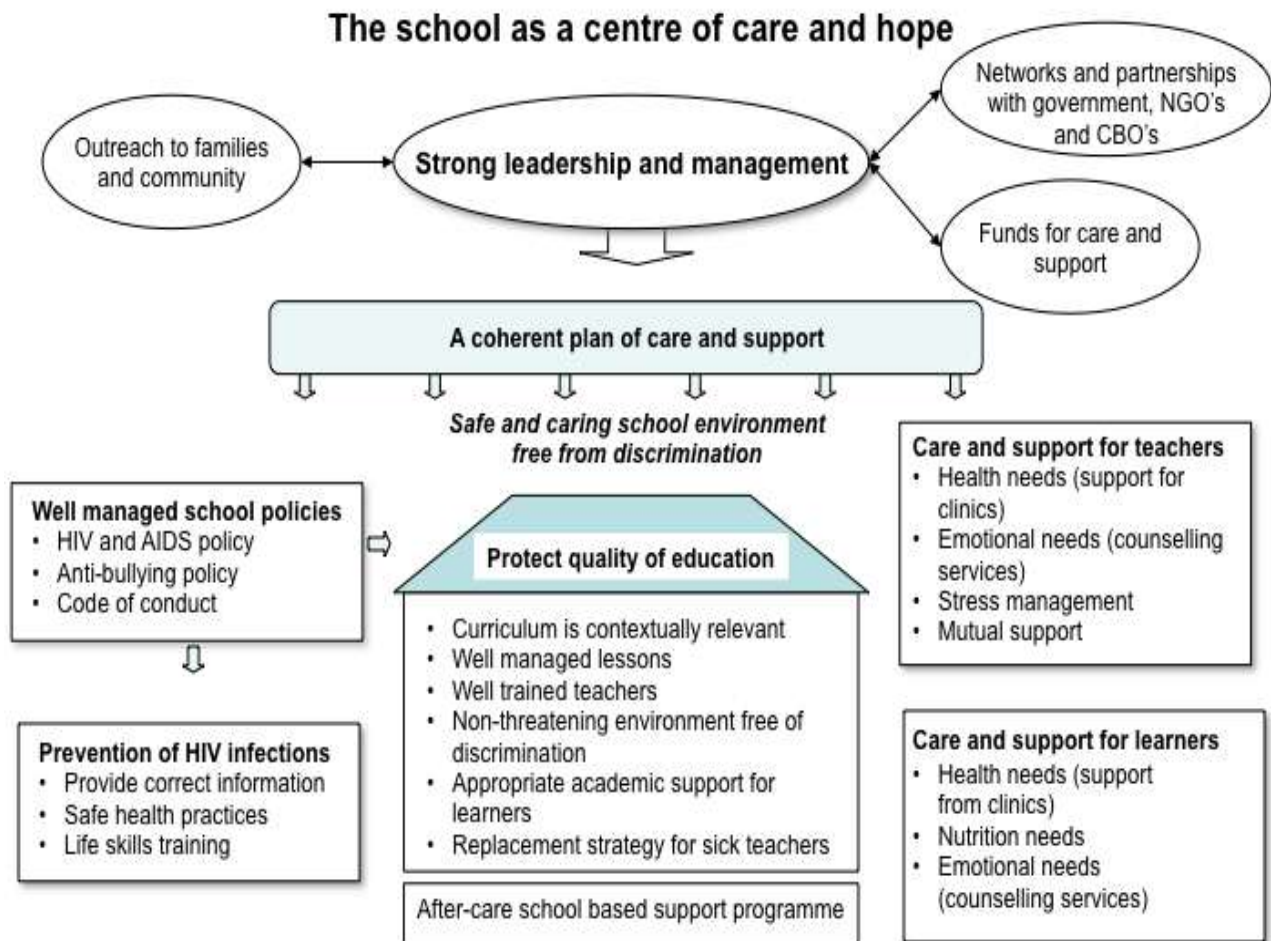 The school as a centre of care and hope
Outreach to families
and community
Strong leadership and management
Networks and partnerships
with government, NGO's
and CBO's
Funds for care and
support
A coherent plan of care and support
Safe and caring school environment
free from discrimination
Well managed school policies
• HIV and AIDS policy
• Anti-bullying policy
• Code of conduct
Prevention of HIV infections
• Provide correct information
• Safe health practices
• Life skills training
Protect quality of education
• Curriculum is contextually relevant
• Well managed lessons
• Well trained teachers
• Non-threatening environment free of
discrimination
• Appropriate academic support for
learners
• Replacement strategy for sick teachers
After-care school based support programme
Care and support for teachers
• Health needs (support for
clinics)
• Emotional needs (counselling
services)
• Stress management
• Mutual support
Care and support for learners
• Health needs (support
from clinics)
• Nutrition needs
• Emotional needs
(counselling services)